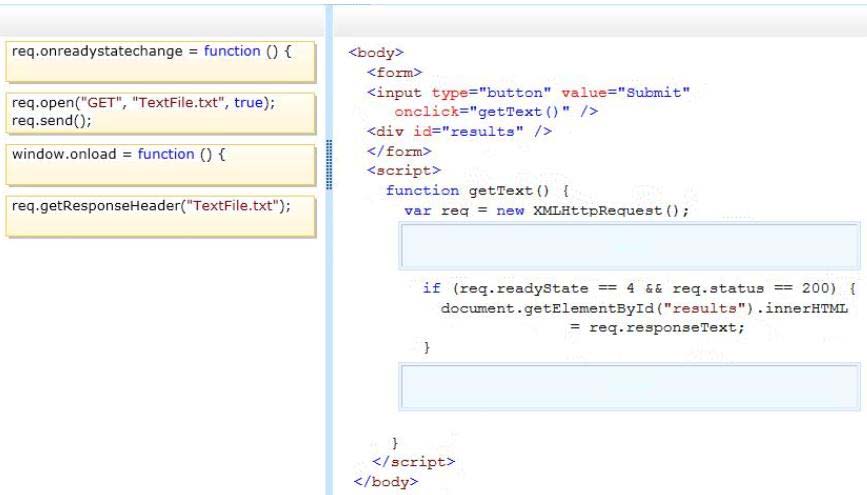 req.onreadystatechange = function () {
req.open("GET", "TextFile.txt", true);
req.send();
window.onload = function () {
req.getResponseHeader("TextFile.txt");
<body>
<form>
<input type="button" value="Submit"
onclick="getText()" />
<div id="results" />
</form>
<script>
function getText() {
var req = new XMLHttpRequest();
if (req.readyState == 4 && req.status == 200) {
document.getElementById("results").innerHTML
= req.responseText;
}
}
</script>
</body>